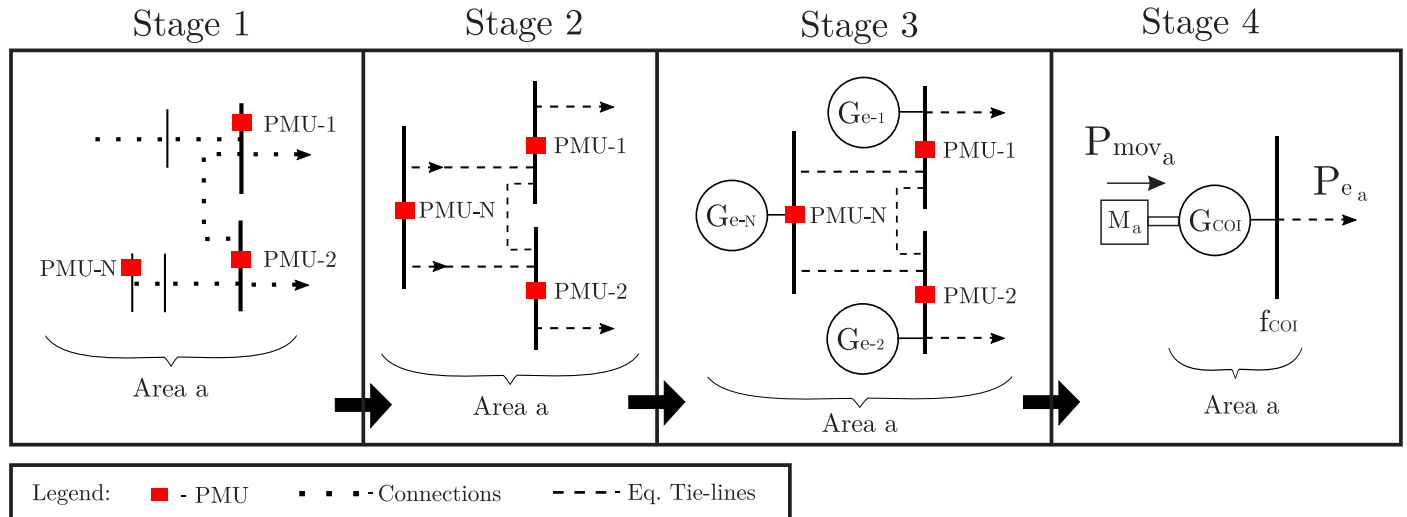 Stage 1
Stage 2
Stage 3
Stage 4
PMU-1
PMU-2
PMU-N
Area a
PMU-1
PMU-N
PMU-2
Area a
Ge-1
PMU-1
Ge-N
PMU-N
PMU-2
Ge-2
Area a
Pmova
Pea
Ma
GCOI
fCOI
Area a
Legend: - PMU - Connections - Eq. Tie-lines